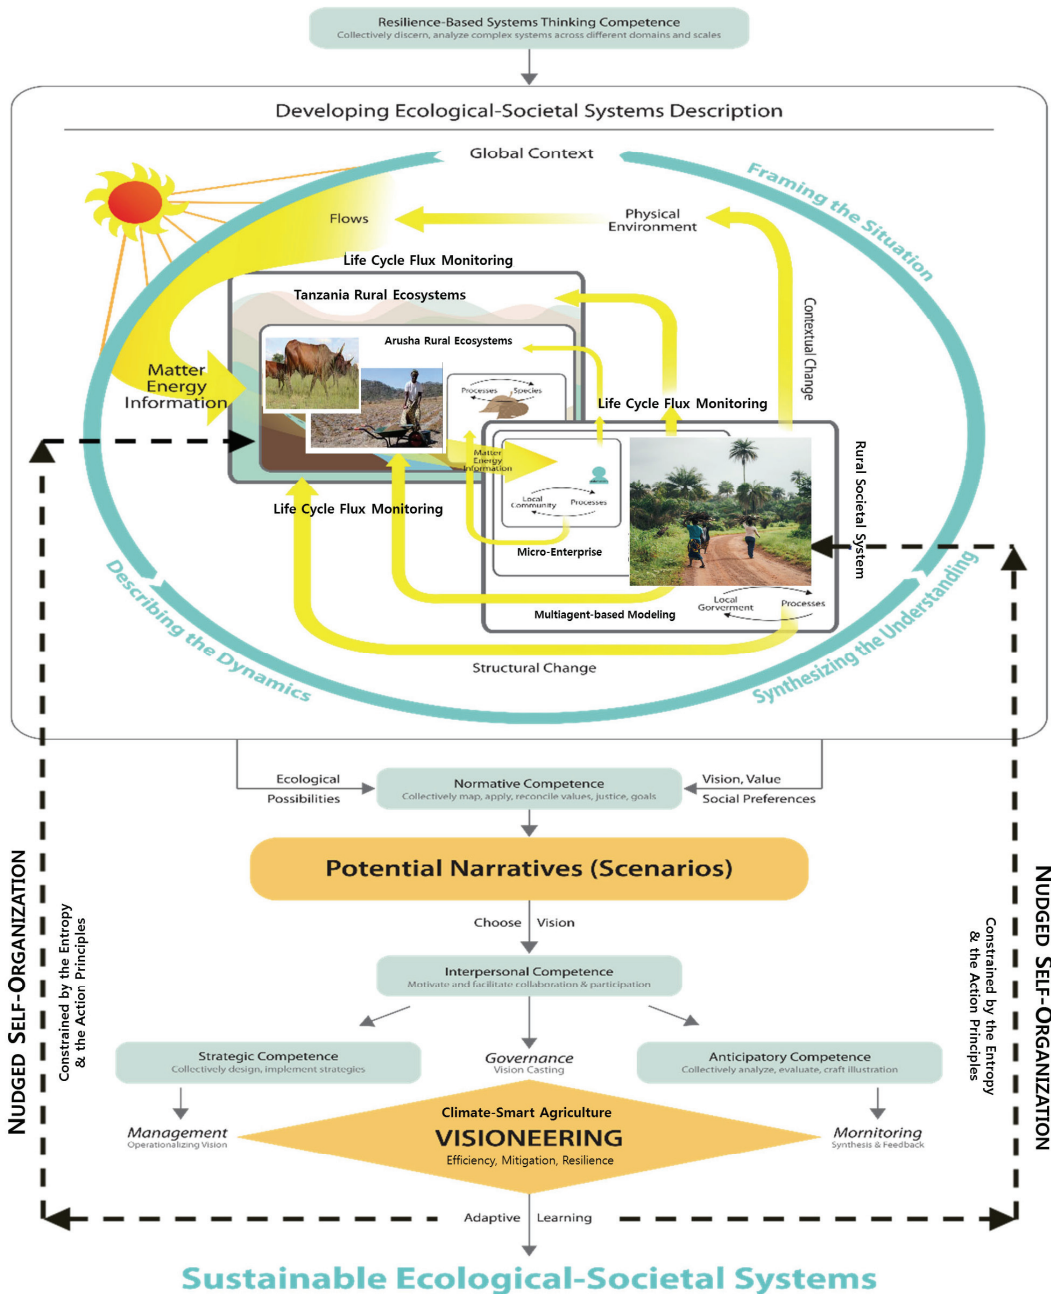 Resilience-Based Systems Thinking Competence
Collectively discern, analyze complex systems across different domains and scales
Developing Ecological-Societal Systems Description
Global Context
Framing the Situation
Flows
Physical
Environment
Life Cycle Flux Monitoring
Tanzania Rural Ecosystems
Contextual Change
Arusha Rural Ecosystems
Matter
Energy
Information
Processes
Species
Life Cycle Flux Monitoring
Rural Societal System
Matter
Energy
Information
Local
Community
Processes
Life Cycle Flux Monitoring
Micro-Enterprise
Multiagent-based Modeling
Local
Gorverment
Processes
Describing the Dynamics
Synthesizing the Understanding
Structural Change
Ecological
Possibilities
Normative Competence
Collectively map, apply, reconcile values, justice, goals
Vision, Value
Social Preferences
Potential Narratives (Scenarios)
Choose Vision
Interpersonal Competence
Motivate and facilitate collaboration & participation
Strategic Competence
Collectively design, implement strategies
Governance
Vision Casting
Anticipatory Competence
Collectively analyze, evaluate, craft illustration
Management
Operationalizing Vision
Climate-Smart Agriculture
VISIONEERING
Efficiency, Mitigation, Resilience
Mornitoring
Synthesis & Feedback
NUDGED SELF-ORGANIZATION
Constrained by the Entropy
& the Action Principles
Constrained by the Entropy
& the Action Principles
NUDGED SELF-ORGANIZATION
Adaptive Learning
Sustainable Ecological-Societal Systems